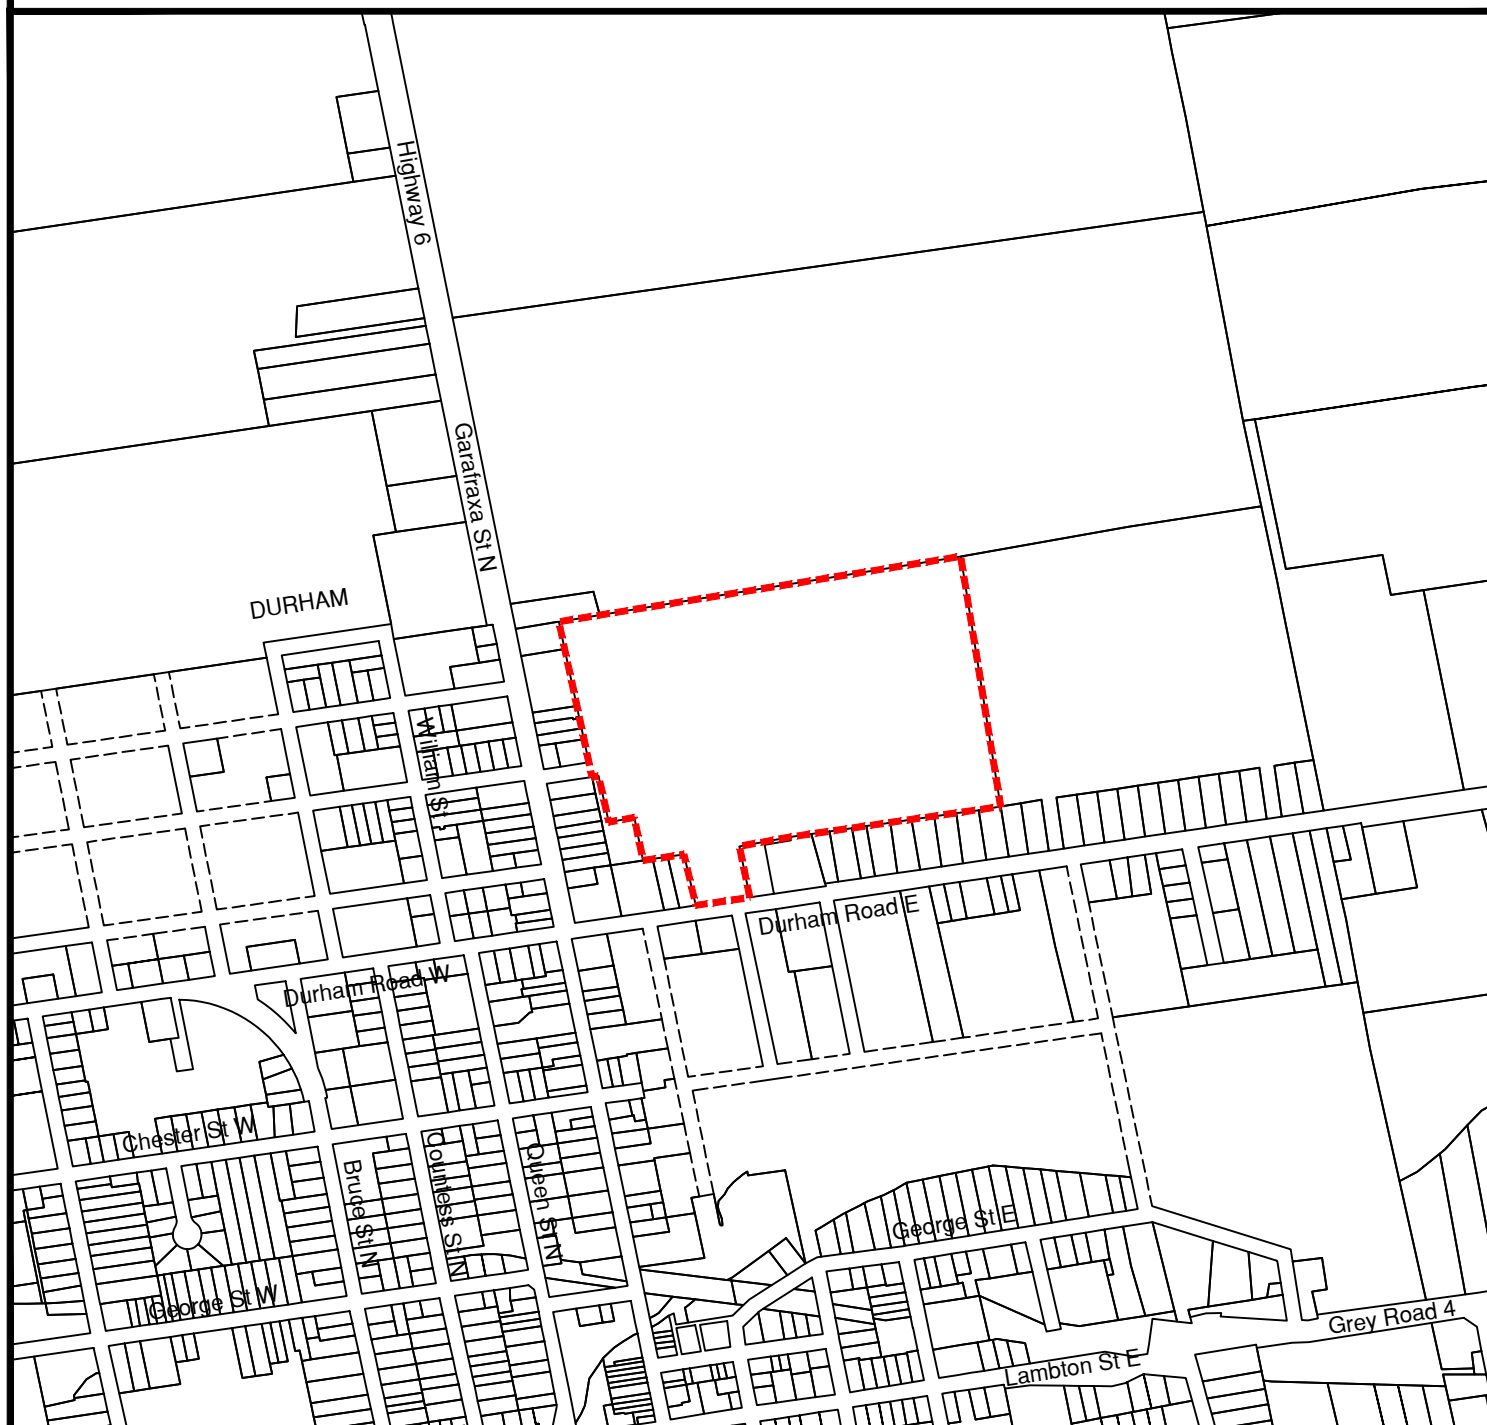 Highway 6
Garafraxa St N
DURHAM
William St.
Durham Road E
Durham Road W
Chester St W
Bruce St N
Countess St N
Queen St N
George St E
George St W
Grey Road 4
Lambton St E